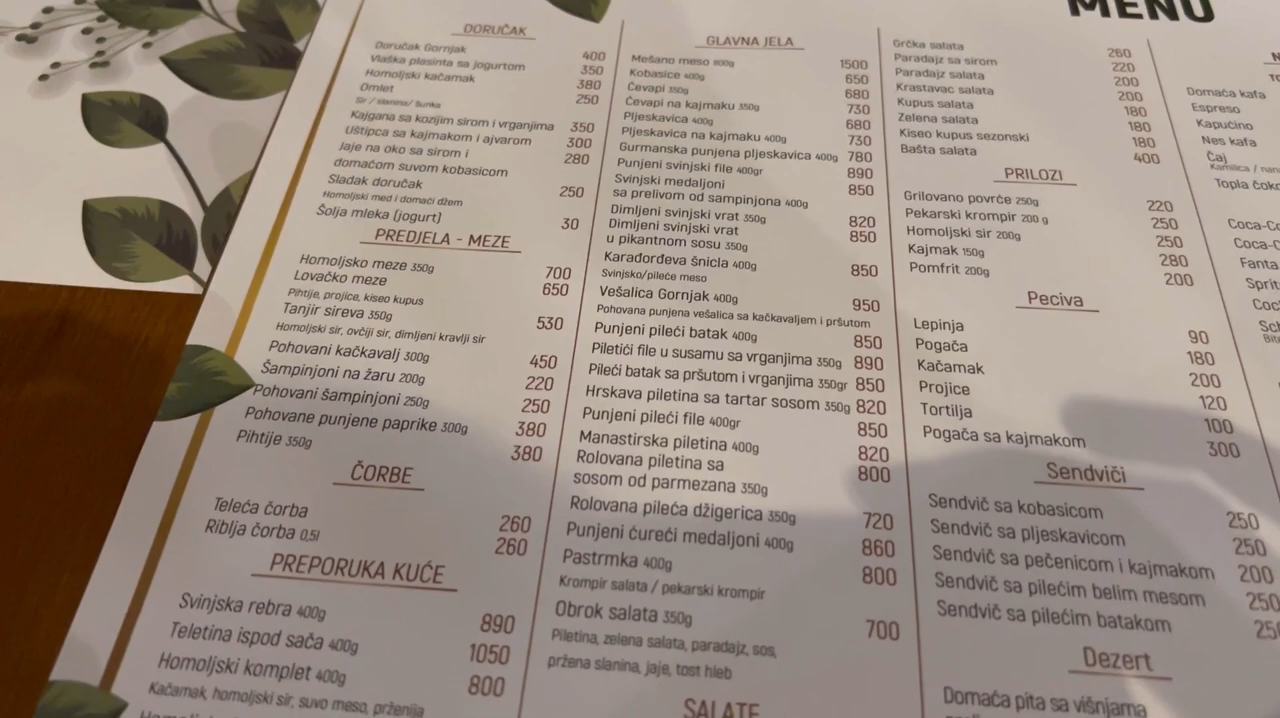 MENU
DORUČAK
Doručak Gornjak 400
Vlaška plasinta sa jogurtom 350
Homoljski kačamak 380
Omlet 250
Sir / slanina/ šunka
Kajgana sa kozijim sirom i vrganjima 350
Uštipca sa kajmakom i ajvarom 300
Jaje na oko sa sirom i 280
domaćom suvom kobasicom
Sladak doručak 250
Homoljski med i domaći džem
Šolja mleka (jogurt) 30
PREDJELA - MEZE
Homoljsko meze 350g 700
Lovačko meze 650
Pihtije, projice, kiseo kupus
Tanjir sireva 350g 530
Homoljski sir, ovčiji sir, dimljeni kravlji sir
Pohovani kačkavalj 300g 450
Šampinjoni na žaru 200g 220
Pohovani šampinjoni 250g 250
Pohovane punjene paprike 300g 380
Pihtije 350g 380
ČORBE
Teleća čorba 260
Riblja čorba 0,5l 260
PREPORUKA KUĆE
Svinjska rebra 400g 890
Teletina ispod sača 400g 1050
Homoljski komplet 400g 800
Kačamak, homoljski sir, suvo meso, prženija
GLAVNA JELA
Mešano meso 800g 1500
Kobasice 400g 650
Ćevapi 350g 680
Ćevapi na kajmaku 350g 730
Pljeskavica 400g 680
Pljeskavica na kajmaku 400g 730
Gurmanska punjena pljeskavica 400g 780
Punjeni svinjski file 400gr 890
Svinjski medaljoni 850
sa prelivom od sampinjona 400g
Dimljeni svinjski vrat 350g 820
Dimljeni svinjski vrat 850
u pikantnom sosu 350g
Karađorđeva šnicla 400g 850
Svinjsko/pileće meso
Vešalica Gornjak 400g 950
Pohovana punjena vešalica sa kačkavaljem i pršutom
Punjeni pileći batak 400g 850
Piletići file u susamu sa vrganjima 350g 890
Pileći batak sa pršutom i vrganjima 350gr 850
Hrskava piletina sa tartar sosom 350g 820
Punjeni pileći file 400gr 850
Manastirska piletina 400g 820
Rolovana piletina sa 800
sosom od parmezana 350g
Rolovana pileća džigerica 350g 720
Punjeni ćureći medaljoni 400g 860
Pastrmka 400g 800
Krompir salata / pekarski krompir
Obrok salata 350g 700
Piletina, zelena salata, paradajz, sos,
pržena slanina, jaje, tost hleb
SALATE
Grčka salata 260
Paradajz sa sirom 220
Paradajz salata 200
Krastavac salata 200
Kupus salata 180
Zelena salata 180
Kiseo kupus sezonski 180
Bašta salata 400
PRILOZI
Grilovano povrće 250g 220
Pekarski krompir 200 g 250
Homoljski sir 200g 250
Kajmak 150g 280
Pomfrit 200g 200
Peciva
Lepinja 90
Pogača 180
Kačamak 200
Projice 120
Tortilja 100
Pogača sa kajmakom 300
Sendviči
Sendvič sa kobasicom 250
Sendvič sa pljeskavicom 250
Sendvič sa pečenicom i kajmakom 200
Sendvič sa pilećim belim mesom 250
Sendvič sa pilećim batakom
Dezert
Domaća pita sa višnjama
Domaća kafa
Espreso
Kapućino
Nes kafa
Čaj
Kamilica /
Topla
Fanta